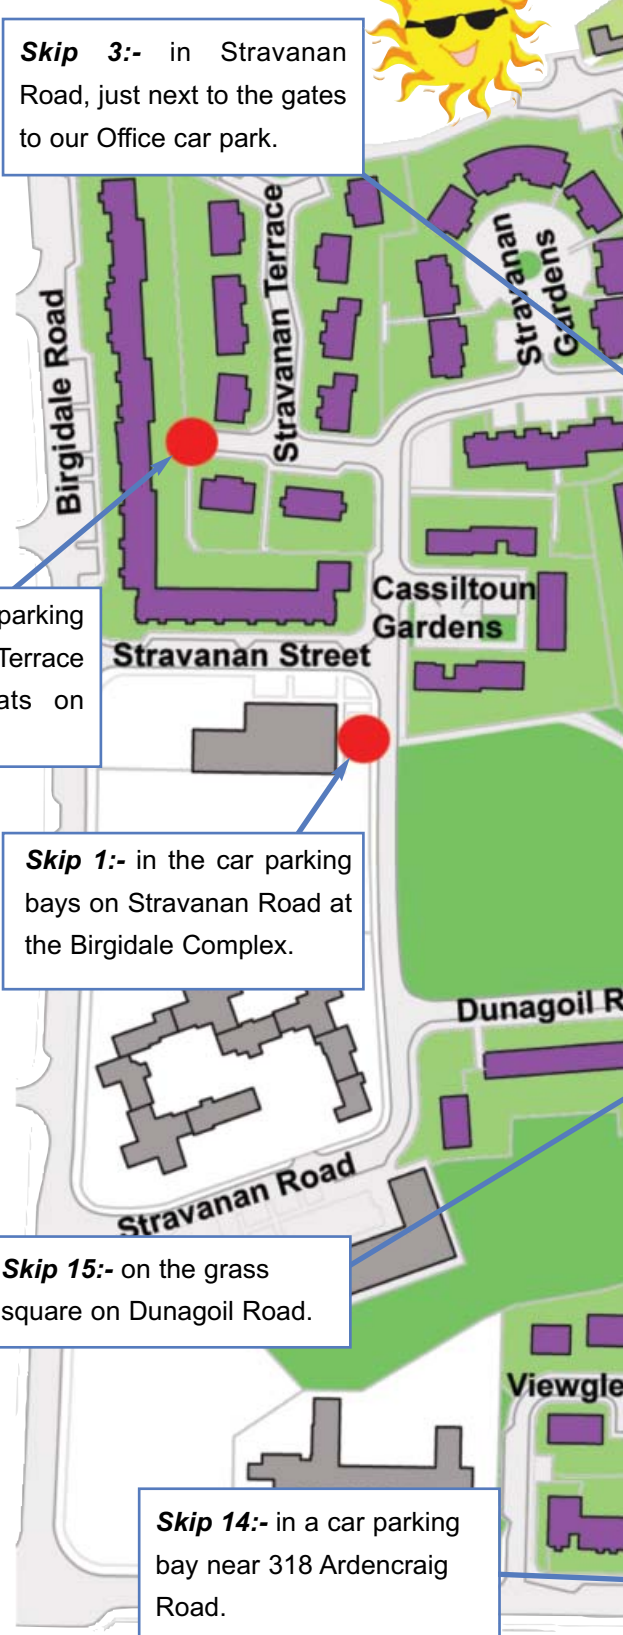 Skip 3:- in Stravanan
Road, just next to the gates
to our Office car park.
Stravanan
Gardens
Stravanan Terrace
Birgidale Road
parking
Terrace
on
Cassiltoun
Gardens
Stravanan Street
Skip 1:- in the car parking
bays on Stravanan Road at
the Birgidale Complex.
Dunagoil R
Stravanan Road
Skip 15:- on the grass
square on Dunagoil Road.
Viewgle
Skip 14:- in a car parking
bay near 318 Ardencraig
Road.